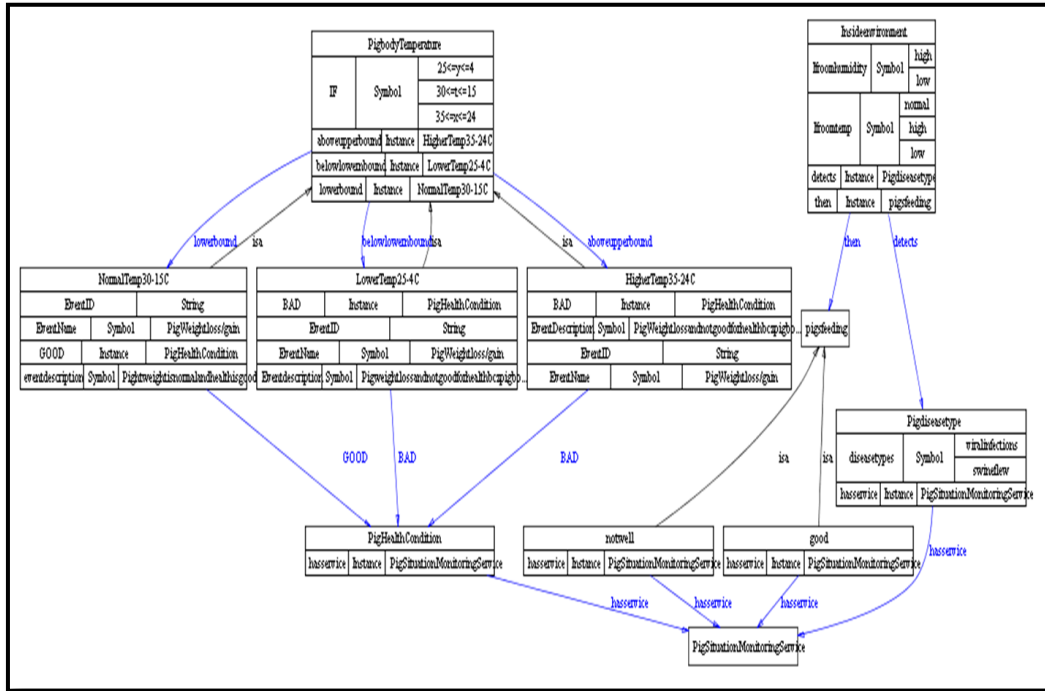 PigbodyTemperature
IF Symbol 25<=y<=4
30<=t<=15
35<=x<=24
aboveupperbound Instance HigherTemp35-24C
belowlowernbound Instance LowerTemp25-4C
lowerbound Instance NormalTemp30-15C
Insideenvironment
Ifroomhumidity Symbol high
low
Ifroomtemp Symbol normal
high
low
detects Instance Pigdiseasetype
then Instance pigsfeeding
lowerbound isa belowlowernbound isa aboveupperbound isa then detects
NormalTemp30-15C
EventID String
EventName Symbol PigWeightloss/gain
GOOD Instance PigHealthCondition
eventdescription Symbol Pightweightisnormalandhealthisgood
LowerTemp25-4C
BAD Instance PigHealthCondition
EventID String
EventName Symbol PigWeightloss/gain
Eventdescription Symbol Pigweightlossandnotgoodforhealthbczpigbo...
HigherTemp35-24C
BAD Instance PigHealthCondition
EventDescription Symbol PigWeightlossandnotgoodforhealthbczpigbo...
EventID String
EventName Symbol PigWeightloss/gain
pigsfeeding
Pigdiseasetype
diseasetypes Symbol viralinfections
swineflew
hasservice Instance PigSituationMonitoringService
GOOD BAD BAD isa isa
PigHealthCondition
hasservice Instance PigSituationMonitoringService
notwell
hasservice Instance PigSituationMonitoringService
good
hasservice Instance PigSituationMonitoringService
hasservice
hasservice hasservice hasservice
PigSituationMonitoringService